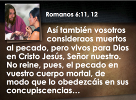 Romanos 6:11, 12
Así también vosotros
consideraos muertos
al pecado, pero vivos para Dios
en Cristo Jesús, Señor nuestro.
No reine, pues, el pecado en
vuestro cuerpo mortal, de
modo que lo obedezcáis en sus
concupiscencias…